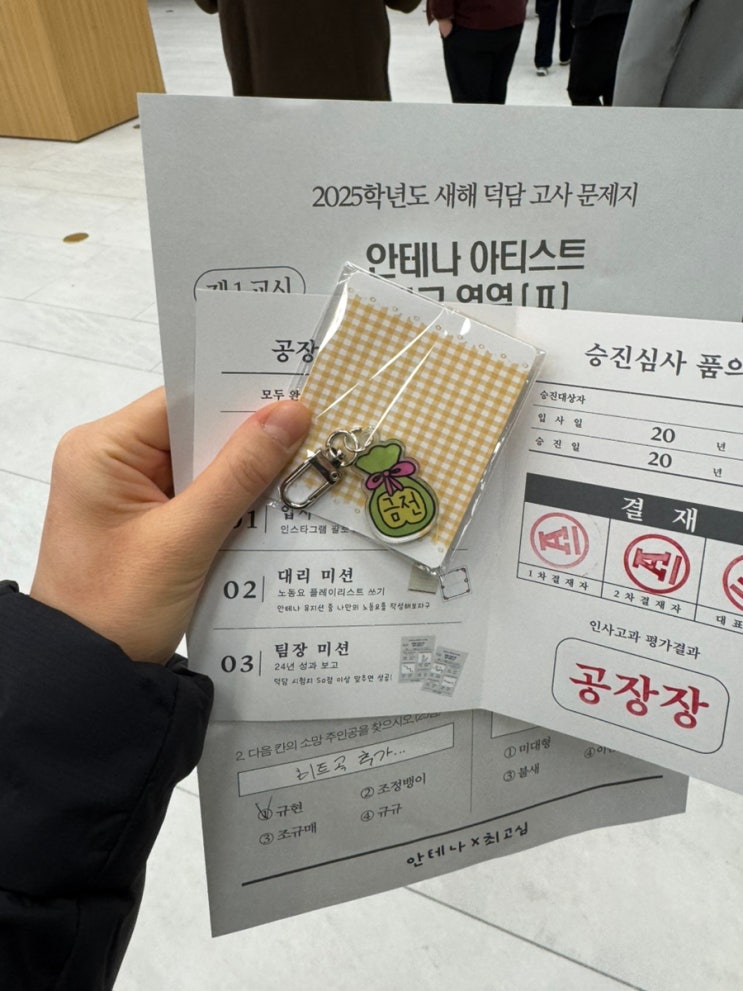 2025학년도 새해 덕담 고사 문제지
안테나 아티스트
제 1 교시
영역 (Ⅱ)
공장
모두
승진심사 품의
승진대상자
입 사 일 20 년
승 진 일 20 년
결 재
1차결재자
2차결재자
대표
금전
01
인스타그램
02 대리 미션
노동요 플레이리스트 쓰기
안테나 뮤지션 중 나만의 노동요를 작성해보자구
03 팀장 미션
24년 성과 보고
덕담 시험지 50점 이상 맞추면 성공!
인사고과 평가결과
공장장
2. 다음 칸의 소망 주인공을 찾으시오
히트곡 추가...
① 규현
② 조정뱅이
③ 조규매
④ 규규
① 미대형
③ 붐새
안테나 x 최고심